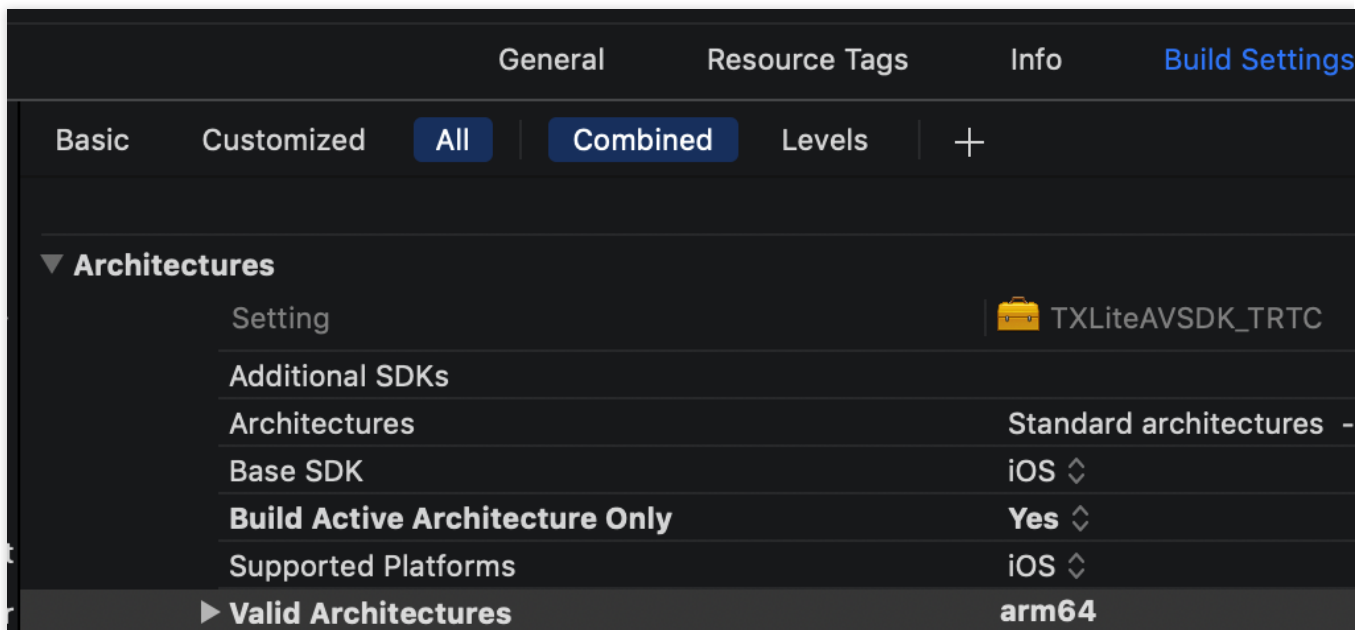 General Resource Tags Info Build Settings
Basic Customized All Combined Levels +
Architectures
Setting TXLiteAVSDK_TRTC
Additional SDKs
Architectures Standard architectures -
Base SDK iOS
Build Active Architecture Only Yes
Supported Platforms iOS
Valid Architectures arm64